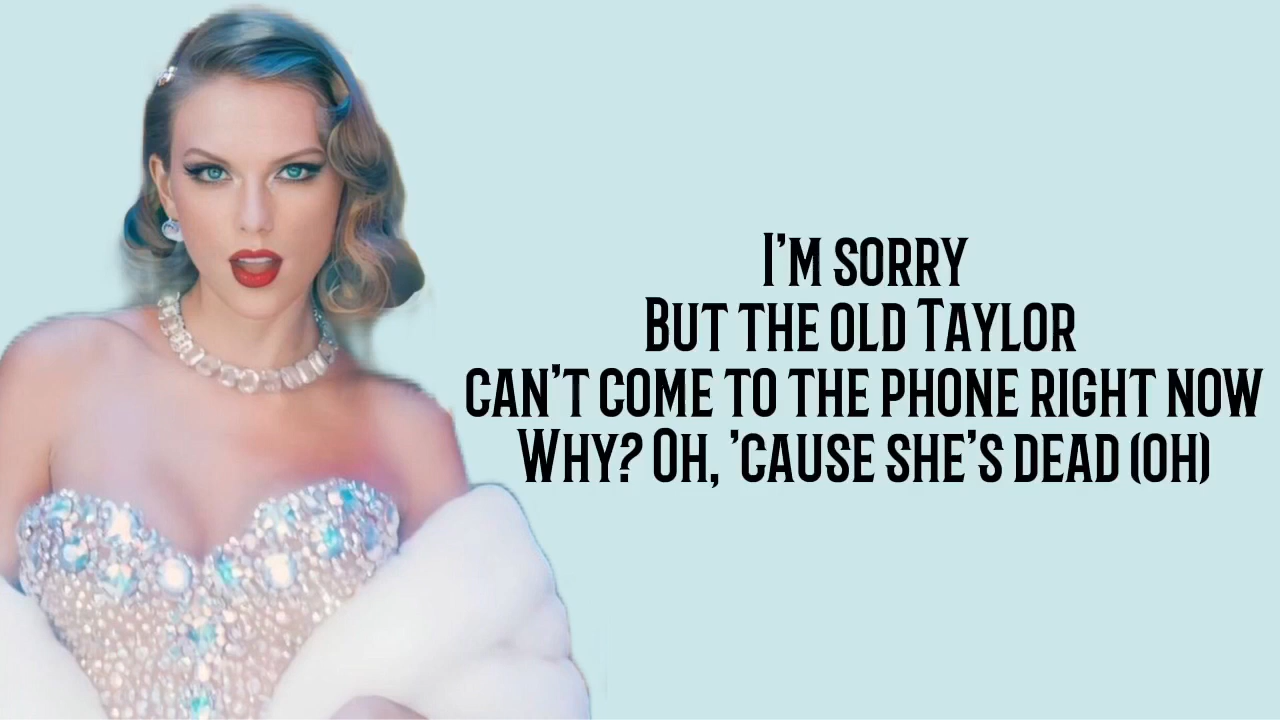 I'm sorry
But the old Taylor
can't come to the phone right now
Why? Oh, 'cause she's dead (oh)